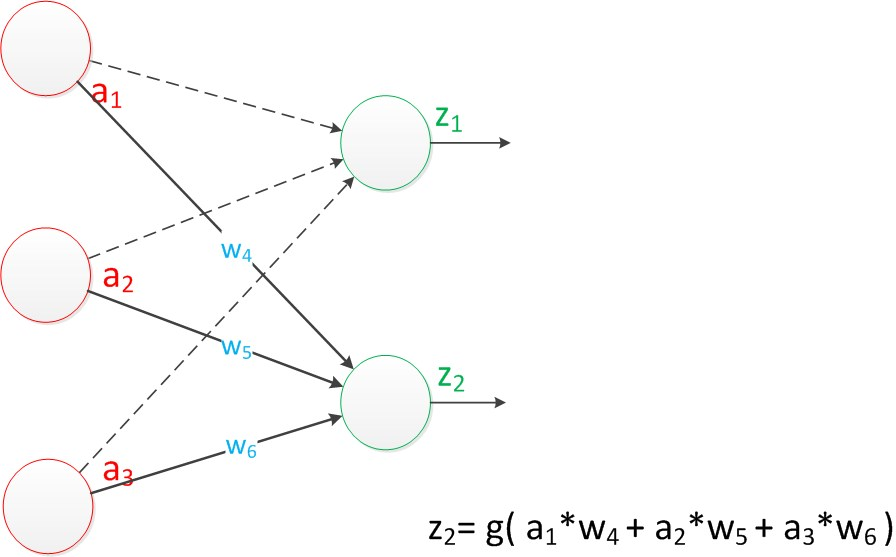 a₁
z₁
w₄
a₂
w₅
z₂
w₆
a₃
z₂= g( a₁*w₄ + a₂*w₅ + a₃*w₆ )